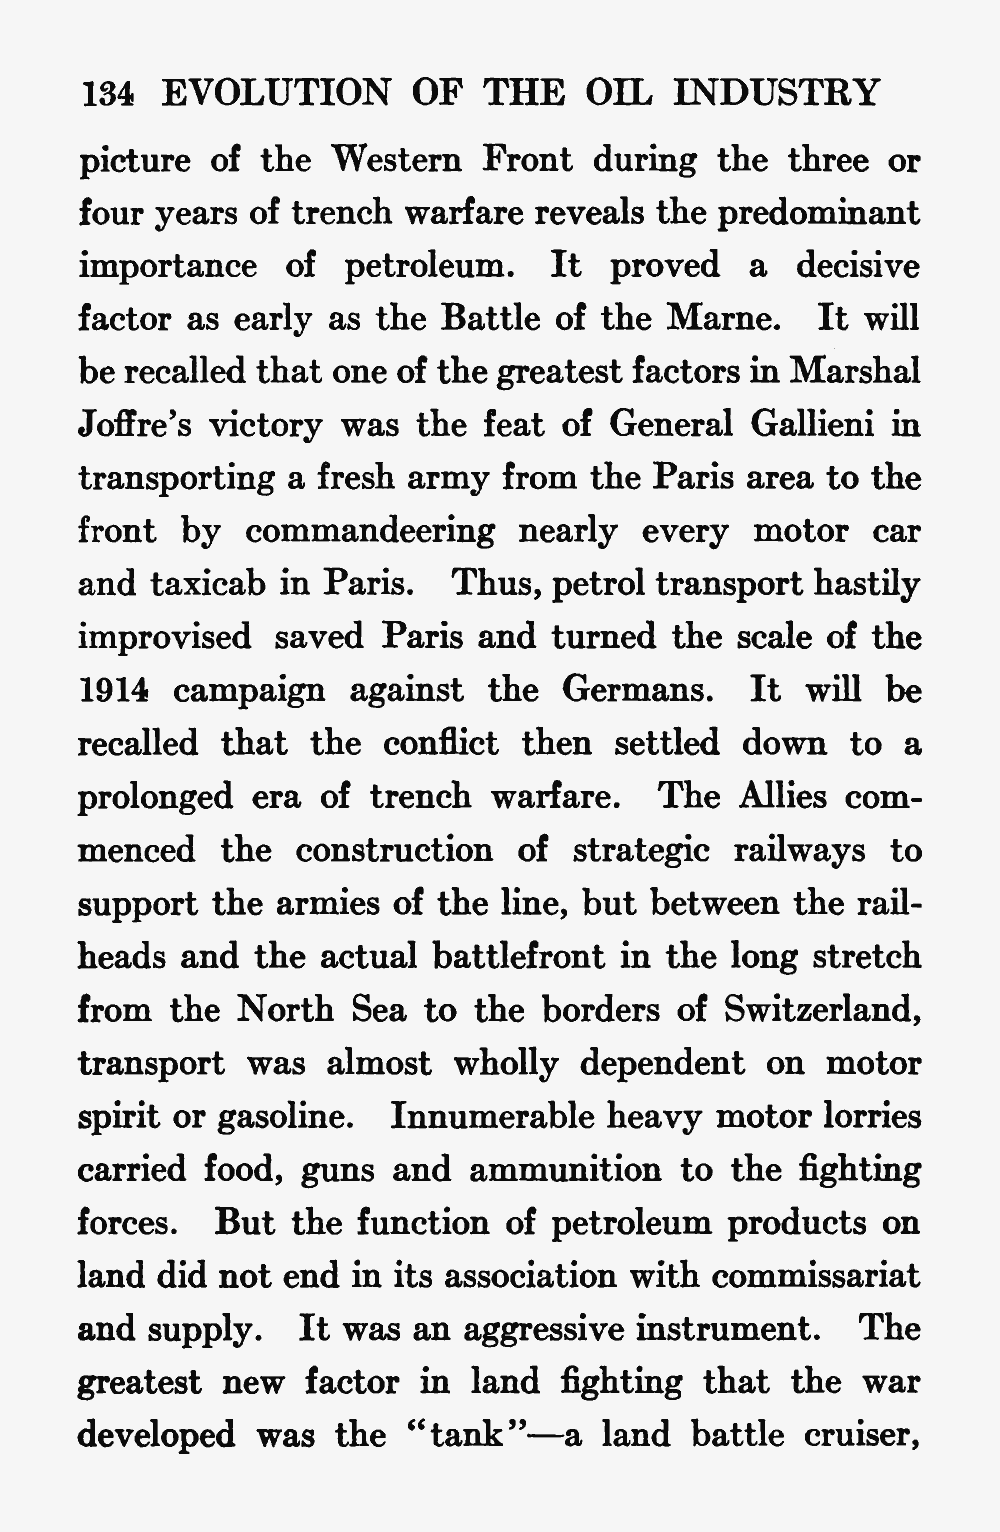 134 EVOLUTION OF THE OIL INDUSTRY
picture of the Western Front during the three or
four years of trench warfare reveals the predominant
importance of petroleum. It proved a decisive
factor as early as the Battle of the Marne. It will
be recalled that one of the greatest factors in Marshal
Joffre’s victory was the feat of General Gallieni in
transporting a fresh army from the Paris area to the
front by commandeering nearly every motor car
and taxicab in Paris. Thus, petrol transport hastily
improvised saved Paris and turned the scale of the
1914 campaign against the Germans. It will be
recalled that the conflict then settled down to a
prolonged era of trench warfare. The Allies com-
menced the construction of strategic railways to
support the armies of the line, but between the rail-
heads and the actual battlefront in the long stretch
from the North Sea to the borders of Switzerland,
transport was almost wholly dependent on motor
spirit or gasoline. Innumerable heavy motor lorries
carried food, guns and ammunition to the fighting
forces. But the function of petroleum products on
land did not end in its association with commissariat
and supply. It was an aggressive instrument. The
greatest new factor in land fighting that the war
developed was the “tank”—a land battle cruiser,